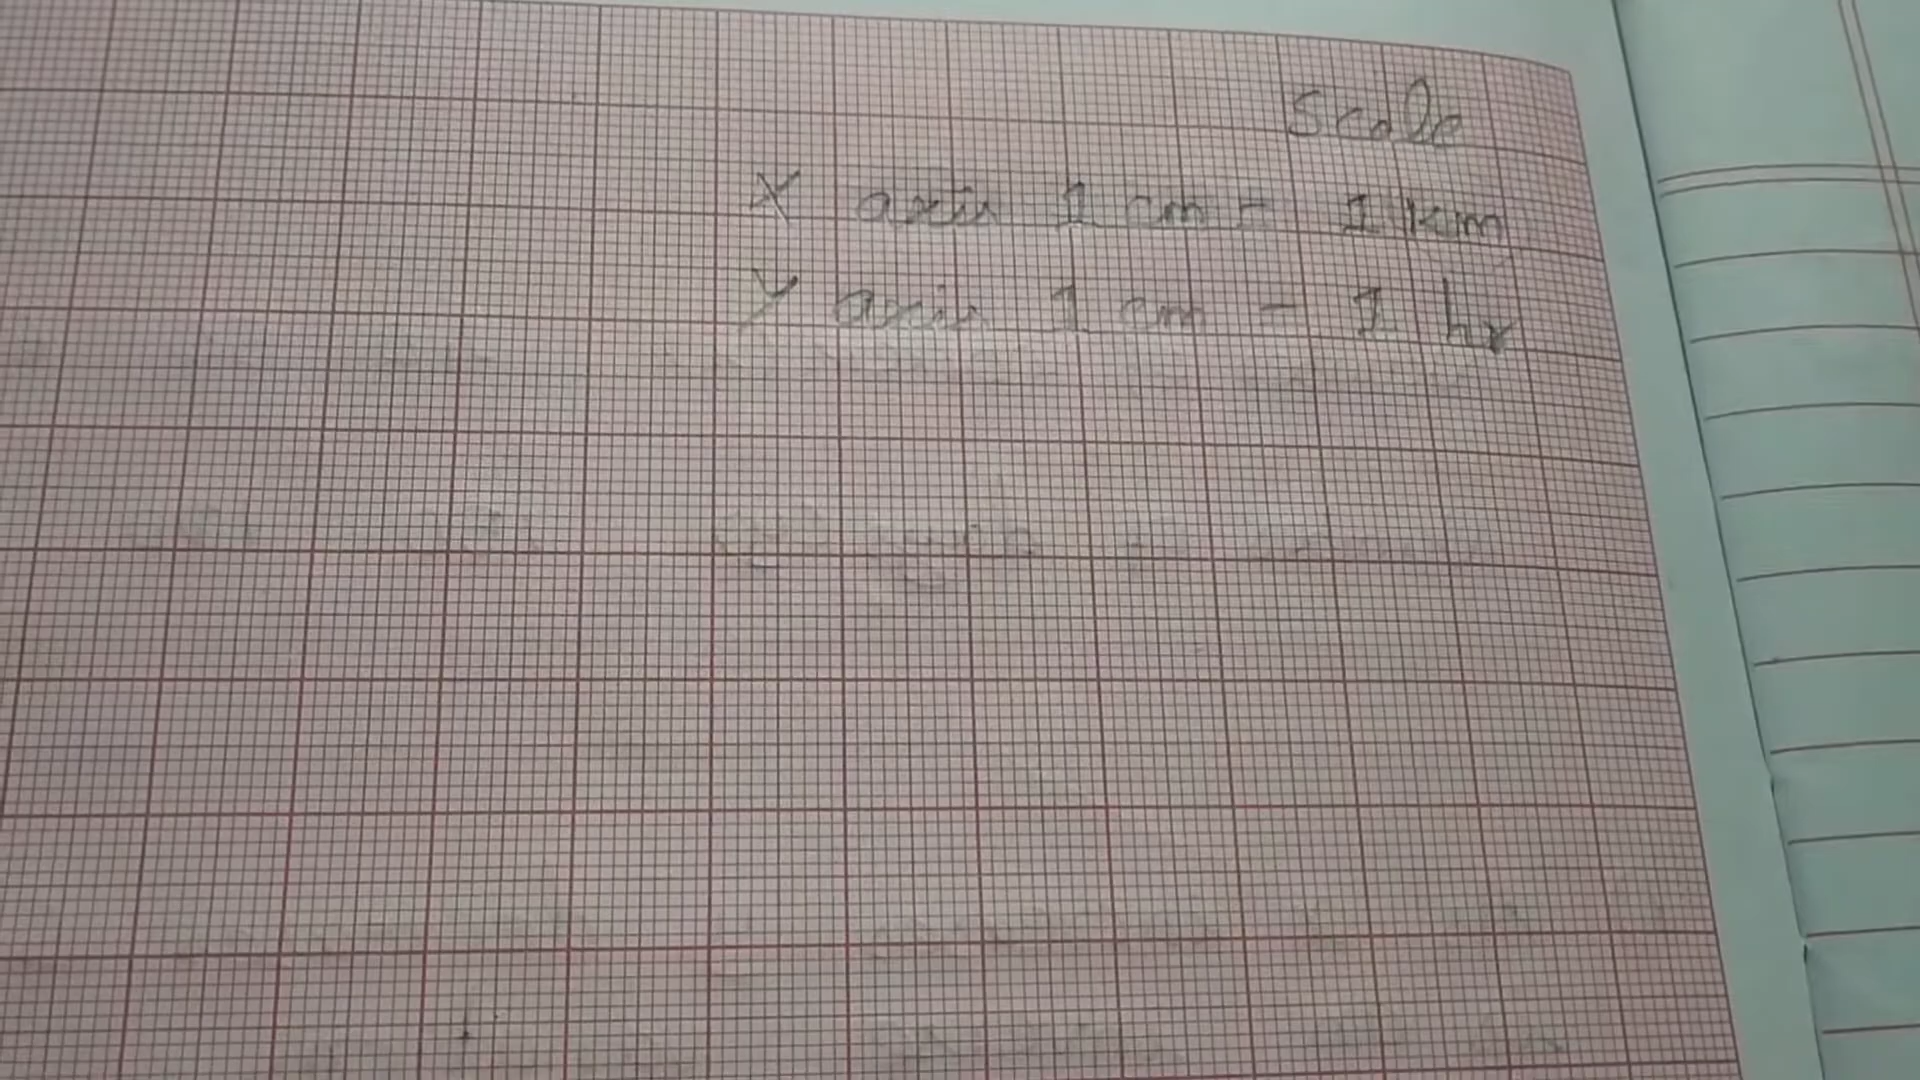 Scale
X axis 1 cm = 1 Km
Y axis 1 cm - 1 hr